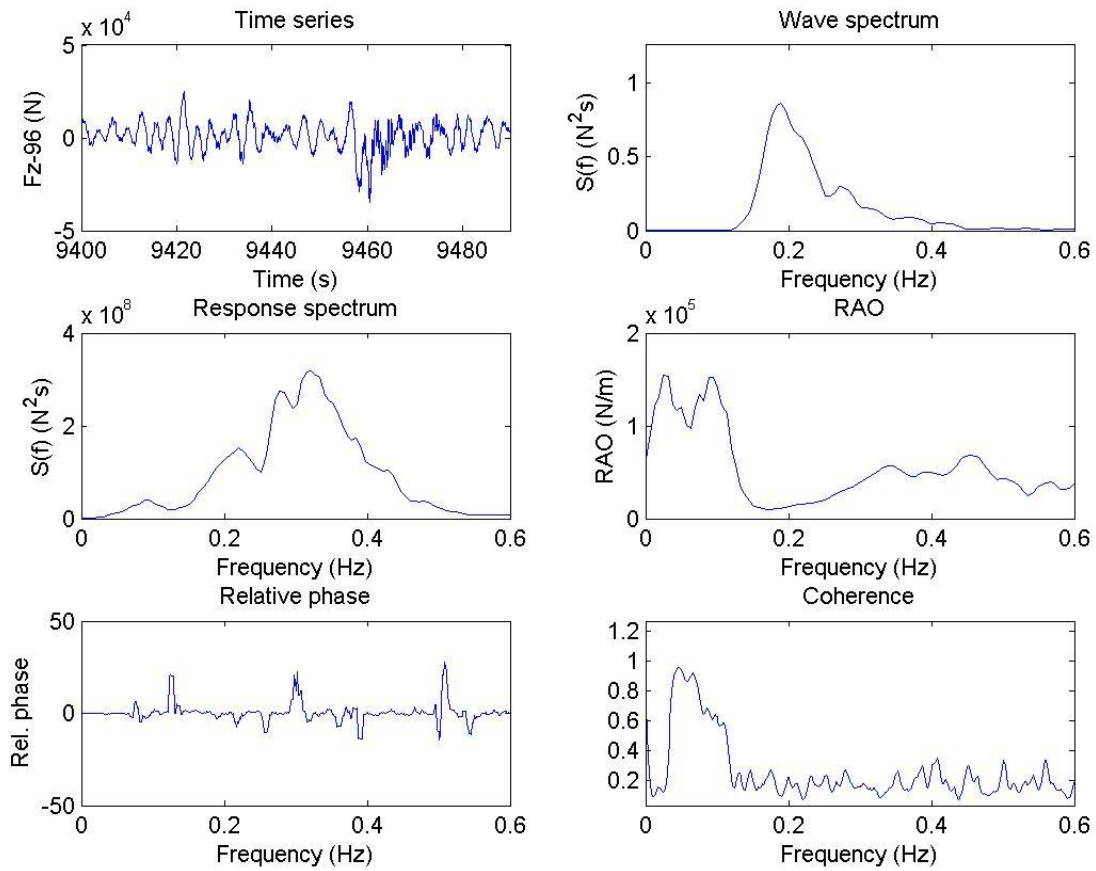 Time series
x 10^4
5
0
-5
Fz-96 (N)
9400 9420 9440 9460 9480
Time (s)
Wave spectrum
1
0.5
0
S(f) (N^2s)
0 0.2 0.4 0.6
Frequency (Hz)
Response spectrum
x 10^8
4
2
0
S(f) (N^2s)
0 0.2 0.4 0.6
Frequency (Hz)
RAO
x 10^5
2
1
0
RAO (N/m)
0 0.2 0.4 0.6
Frequency (Hz)
Relative phase
50
0
-50
Rel. phase
0 0.2 0.4 0.6
Frequency (Hz)
Coherence
1.2
1
0.8
0.6
0.4
0.2
0 0.2 0.4 0.6
Frequency (Hz)